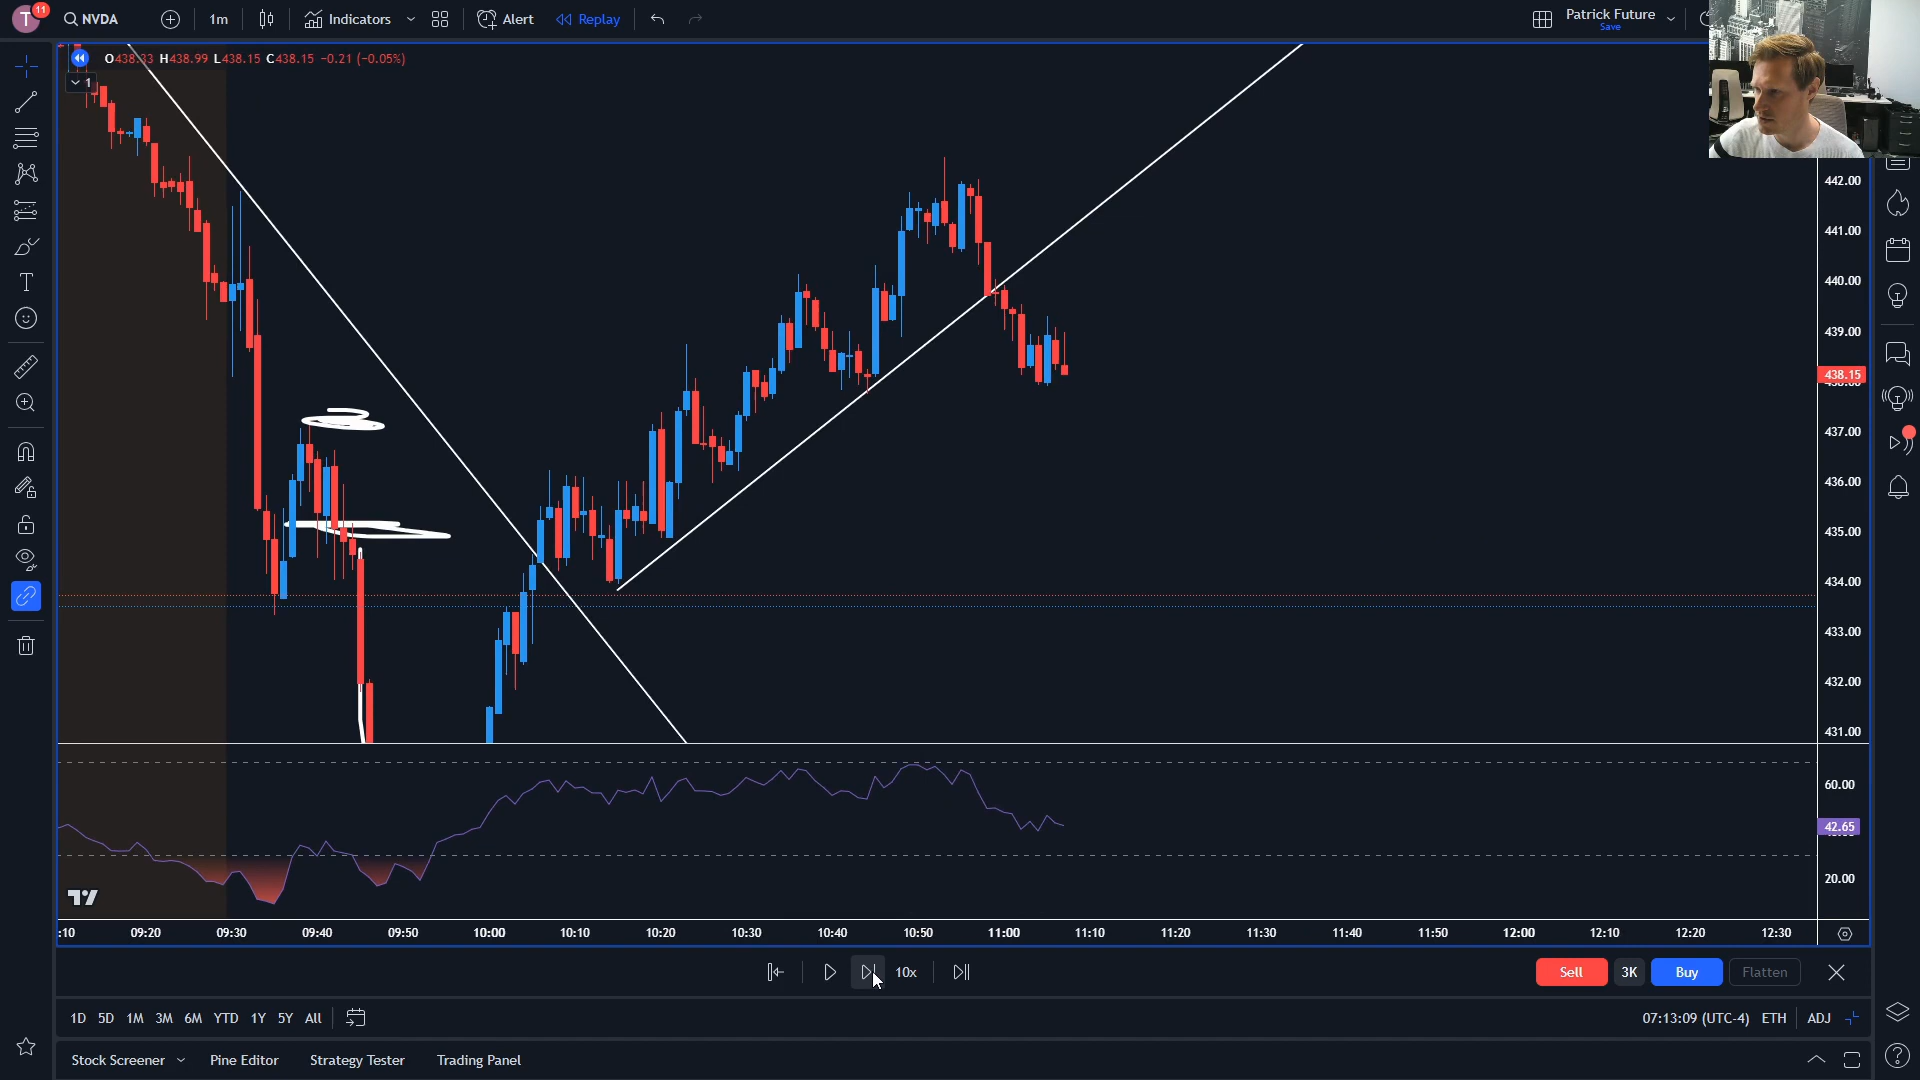 T 11 NVDA 1m Indicators Alert Replay Patrick Future
Save
O438.33 H438.99 L438.15 C438.15 −0.21 (−0.05%)
1
442.00
441.00
440.00
439.00
438.15
437.00
436.00
435.00
434.00
433.00
432.00
431.00
60.00
42.65
20.00
:10 09:20 09:30 09:40 09:50 10:00 10:10 10:20 10:30 10:40 10:50 11:00 11:10 11:20 11:30 11:40 11:50 12:00 12:10 12:20 12:30
10x Sell 3K Buy Flatten
1D 5D 1M 3M 6M YTD 1Y 5Y All 07:13:09 (UTC-4) ETH ADJ
Stock Screener Pine Editor Strategy Tester Trading Panel